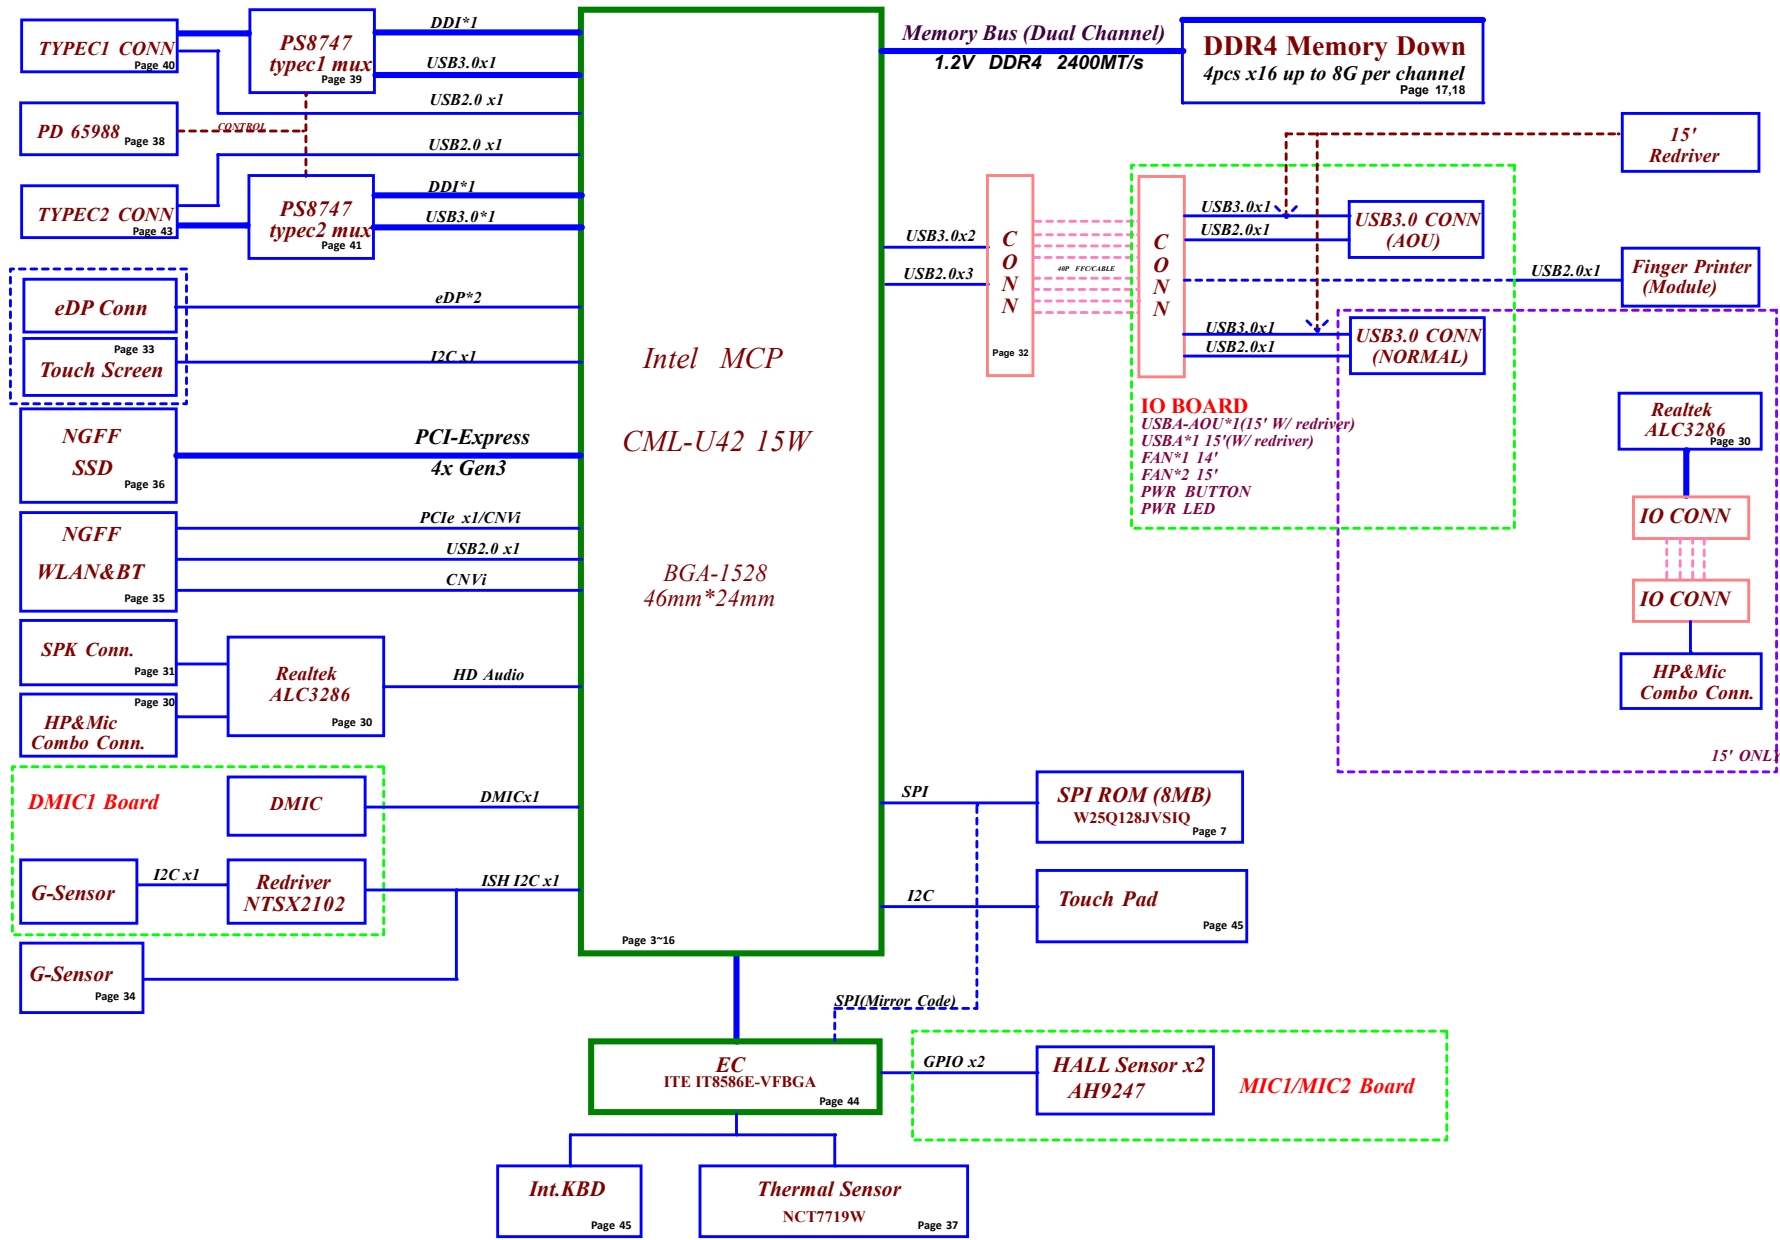 TYPEC1 CONN
Page 40
PS8747
typec1 mux
Page 39
DDI*1
USB3.0x1
USB2.0 x1
PD 65988
Page 38
CONTROL
USB2.0 x1
TYPEC2 CONN
Page 43
PS8747
typec2 mux
Page 41
DDI*1
USB3.0*1
eDP Conn
eDP*2
Page 33
Touch Screen
I2C x1
NGFF
SSD
Page 36
PCI-Express
4x Gen3
NGFF
WLAN&BT
Page 35
PCIe x1/CNVi
USB2.0 x1
CNVi
SPK Conn.
Page 31
Page 30
HP&Mic
Combo Conn.
Realtek
ALC3286
Page 30
HD Audio
DMIC1 Board
DMIC
DMICx1
G-Sensor
I2C x1
Redriver
NTSX2102
ISH I2C x1
G-Sensor
Page 34
Intel MCP
CML-U42 15W
BGA-1528
46mm*24mm
Page 3~16
Memory Bus (Dual Channel)
1.2V DDR4 2400MT/s
DDR4 Memory Down
4pcs x16 up to 8G per channel
Page 17,18
15'
Redriver
USB3.0x2
USB2.0x3
CONN
Page 32
40P FFC/CABLE
CONN
USB3.0x1
USB2.0x1
USB3.0 CONN
(AOU)
USB2.0x1
Finger Printer
(Module)
USB3.0x1
USB2.0x1
USB3.0 CONN
(NORMAL)
IO BOARD
USBA-AOU*1(15' W/ redriver)
USBA*1 15'(W/ redriver)
FAN*1 14'
FAN*2 15'
PWR BUTTON
PWR LED
Realtek
ALC3286
Page 30
IO CONN
IO CONN
HP&Mic
Combo Conn.
15' ONLY
SPI
SPI ROM (8MB)
W25Q128JVSIQ
Page 7
I2C
Touch Pad
Page 45
SPI(Mirror Code)
EC
ITE IT8586E-VFBGA
Page 44
GPIO x2
HALL Sensor x2
AH9247
MIC1/MIC2 Board
Int.KBD
Page 45
Thermal Sensor
NCT7719W
Page 37